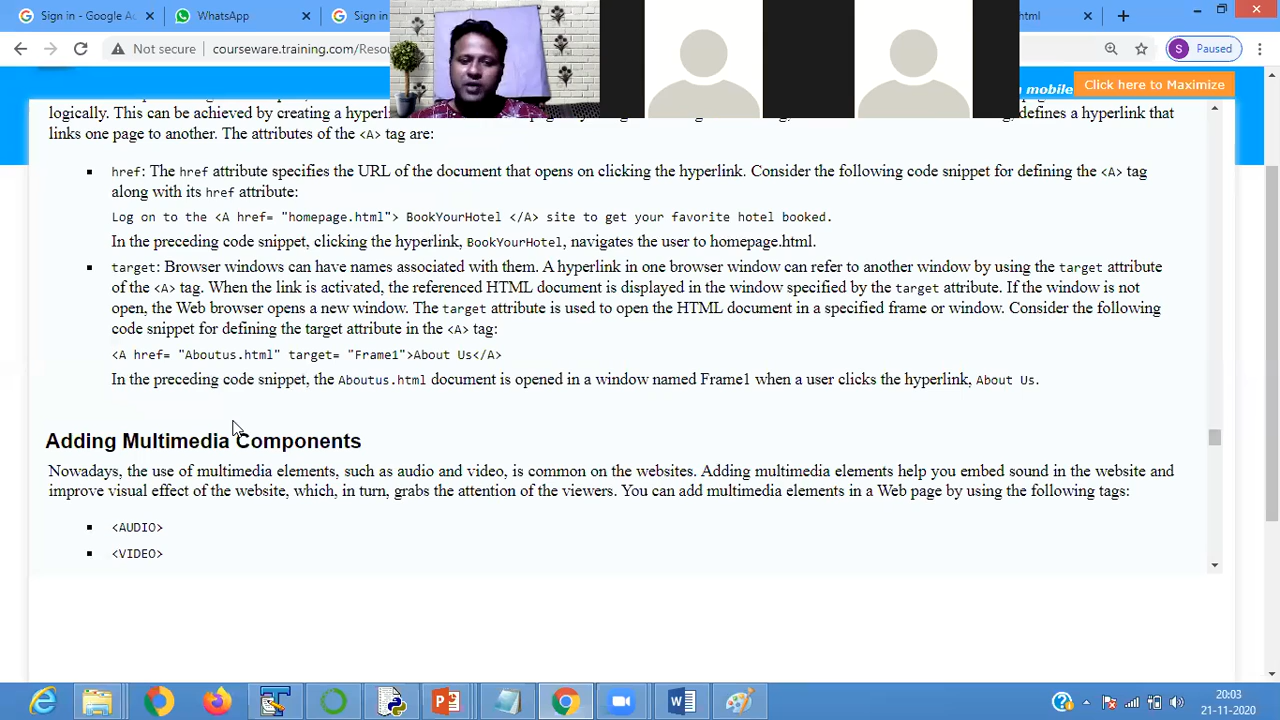 Sign in - Google Ac
WhatsApp
Sign in
html
Not secure
courseware.training.com/Resou
Paused
mobile
Click here to Maximize
logically. This can be achieved by creating a hyperl
defines a hyperlink that
links one page to another. The attributes of the <A> tag are:
href: The href attribute specifies the URL of the document that opens on clicking the hyperlink. Consider the following code snippet for defining the <A> tag
along with its href attribute:
Log on to the <A href= "homepage.html"> BookYourHotel </A> site to get your favorite hotel booked.
In the preceding code snippet, clicking the hyperlink, BookYourHotel, navigates the user to homepage.html.
target: Browser windows can have names associated with them. A hyperlink in one browser window can refer to another window by using the target attribute
of the <A> tag. When the link is activated, the referenced HTML document is displayed in the window specified by the target attribute. If the window is not
open, the Web browser opens a new window. The target attribute is used to open the HTML document in a specified frame or window. Consider the following
code snippet for defining the target attribute in the <A> tag:
<A href= "Aboutus.html" target= "Frame1">About Us</A>
In the preceding code snippet, the Aboutus.html document is opened in a window named Frame1 when a user clicks the hyperlink, About Us.
Adding Multimedia Components
Nowadays, the use of multimedia elements, such as audio and video, is common on the websites. Adding multimedia elements help you embed sound in the website and
improve visual effect of the website, which, in turn, grabs the attention of the viewers. You can add multimedia elements in a Web page by using the following tags:
<AUDIO>
<VIDEO>
20:03
21-11-2020